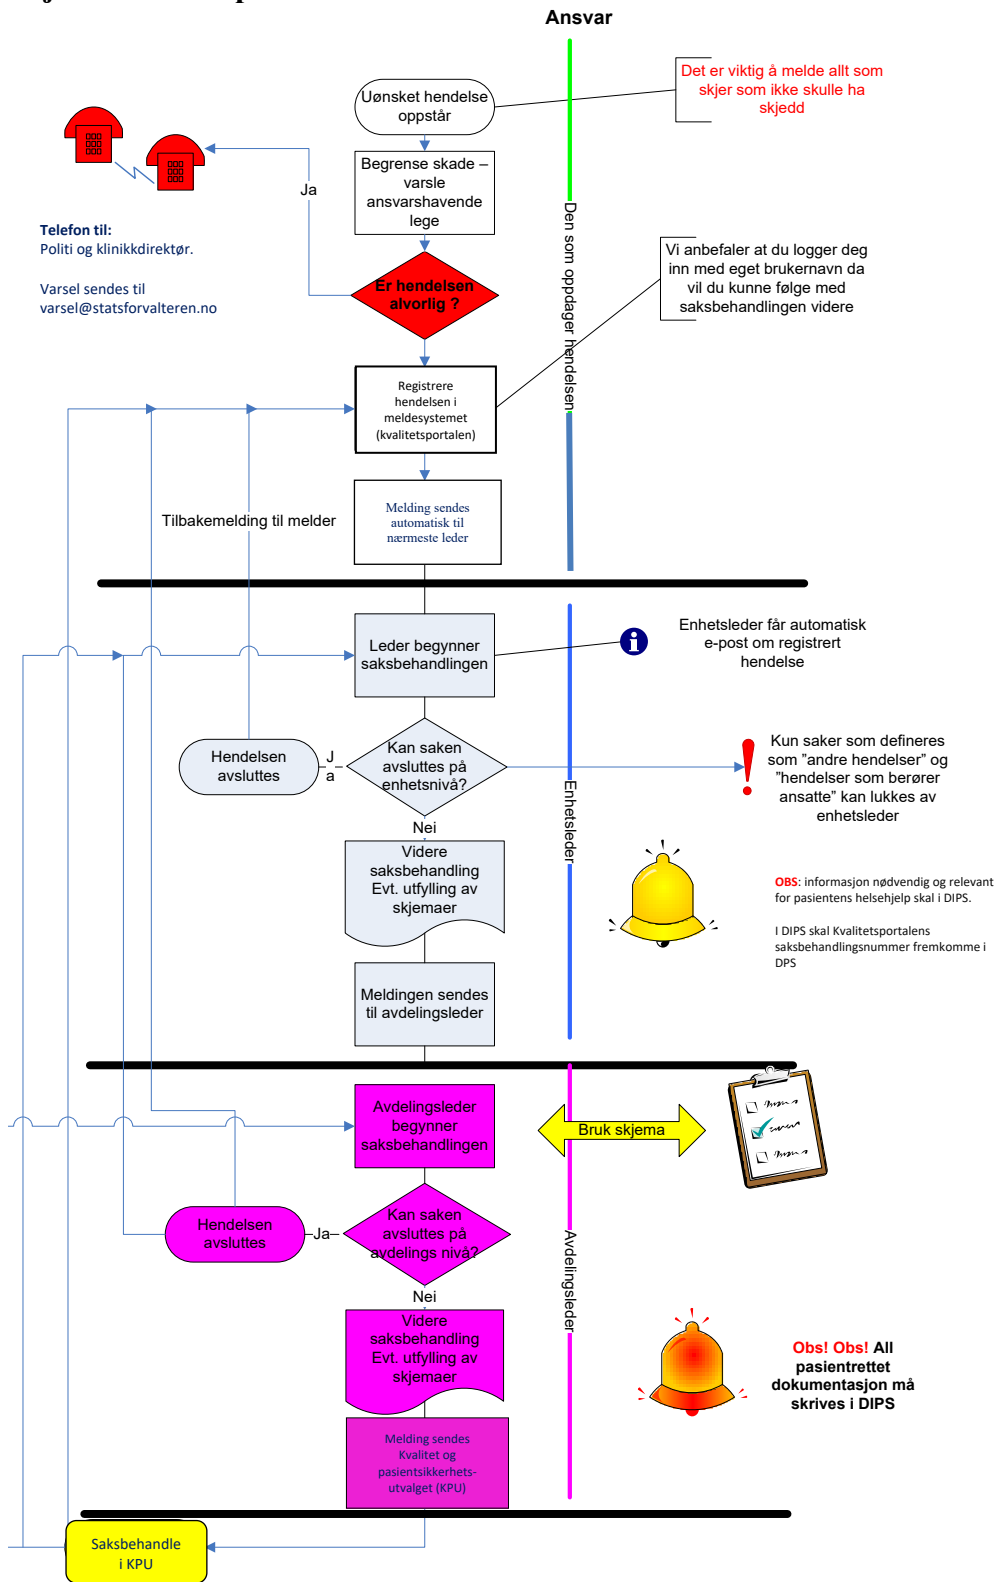 Ansvar
Uønsket hendelse
oppstår
Det er viktig å melde allt som
skjer som ikke skulle ha
skjedd
Begrense skade –
varsle
ansvarshavende
lege
Ja
Telefon til:
Politi og klinikkdirektør.
Varsel sendes til
varsel@statsforvalteren.no
Er hendelsen
alvorlig ?
Den som oppdager hendelsen
Vi anbefaler at du logger deg
inn med eget brukernavn da
vil du kunne følge med
saksbehandlingen videre
Registrere
hendelsen i
meldesystemet
(kvalitetsportalen)
Tilbakemelding til melder
Melding sendes
automatisk til
nærmeste leder
Leder begynner
saksbehandlingen
i
Enhetsleder får automatisk
e-post om registrert
hendelse
Hendelsen
avsluttes
J
a
Kan saken
avsluttes på
enhetsnivå?
Enhetsleder
Kun saker som defineres
som ”andre hendelser” og
”hendelser som berører
ansatte” kan lukkes av
enhetsleder
Nei
Videre
saksbehandling
Evt. utfylling av
skjemaer
OBS: informasjon nødvendig og relevant
for pasientens helsehjelp skal i DIPS.
I DIPS skal Kvalitetsportalens
saksbehandlingsnummer fremkomme i
DPS
Meldingen sendes
til avdelingsleder
Avdelingsleder
begynner
saksbehandlingen
Bruk skjema
Hendelsen
avsluttes
Ja
Kan saken
avsluttes på
avdelings nivå?
Avdelingsleder
Nei
Videre
saksbehandling
Evt. utfylling av
skjemaer
Obs! Obs! All
pasientrettet
dokumentasjon må
skrives i DIPS
Melding sendes
Kvalitet og
pasientsikkerhets-
utvalget (KPU)
Saksbehandle
i KPU